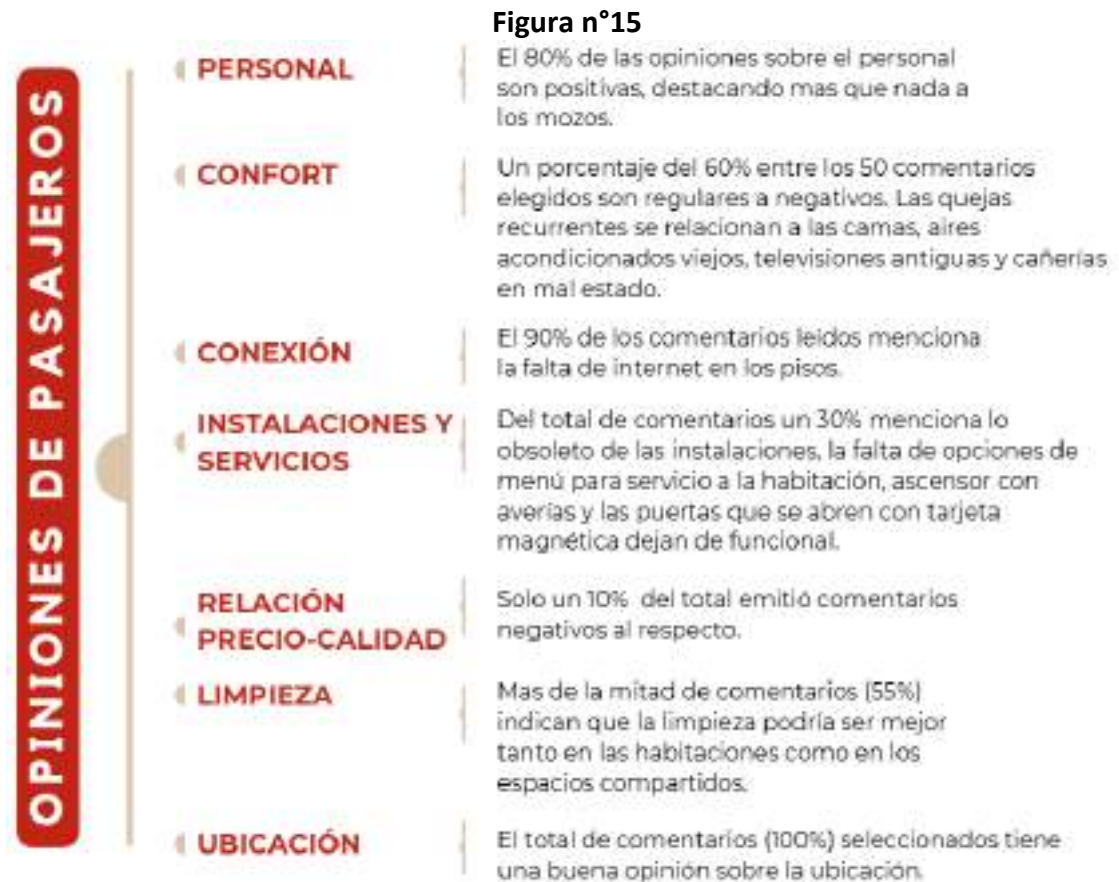 Figura n°15
OPINIONES DE PASAJEROS
PERSONAL
El 80% de las opiniones sobre el personal
son positivas, destacando mas que nada a
los mozos.
CONFORT
Un porcentaje del 60% entre los 50 comentarios
elegidos son regulares a negativos. Las quejas
recurrentes se relacionan a las camas, aires
acondicionados viejos, televisiones antiguas y cañerías
en mal estado.
CONEXIÓN
El 90% de los comentarios leidos menciona
la falta de internet en los pisos.
INSTALACIONES Y
SERVICIOS
Del total de comentarios un 30% menciona lo
obsoleto de las instalaciones, la falta de opciones de
menú para servicio a la habitación, ascensor con
averías y las puertas que se abren con tarjeta
magnética dejan de funcional.
RELACIÓN
PRECIO-CALIDAD
Solo un 10% del total emitió comentarios
negativos al respecto.
LIMPIEZA
Mas de la mitad de comentarios (55%)
indican que la limpieza podría ser mejor
tanto en las habitaciones como en los
espacios compartidos.
UBICACIÓN
El total de comentarios (100%) seleccionados tiene
una buena opinión sobre la ubicación.